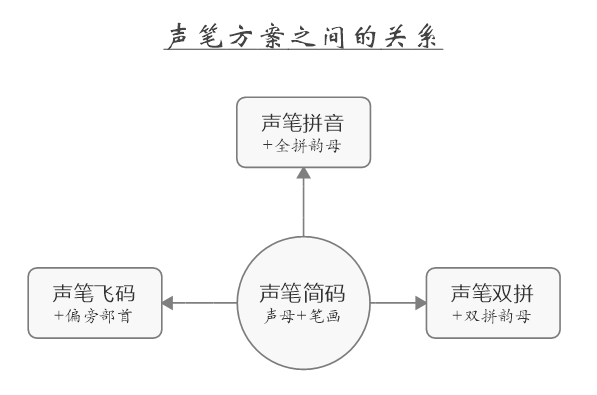 声笔方案之间的关系
声笔拼音
+全拼韵母
声笔飞码
+偏旁部首
声笔简码
声母+笔画
声笔双拼
+双拼韵母